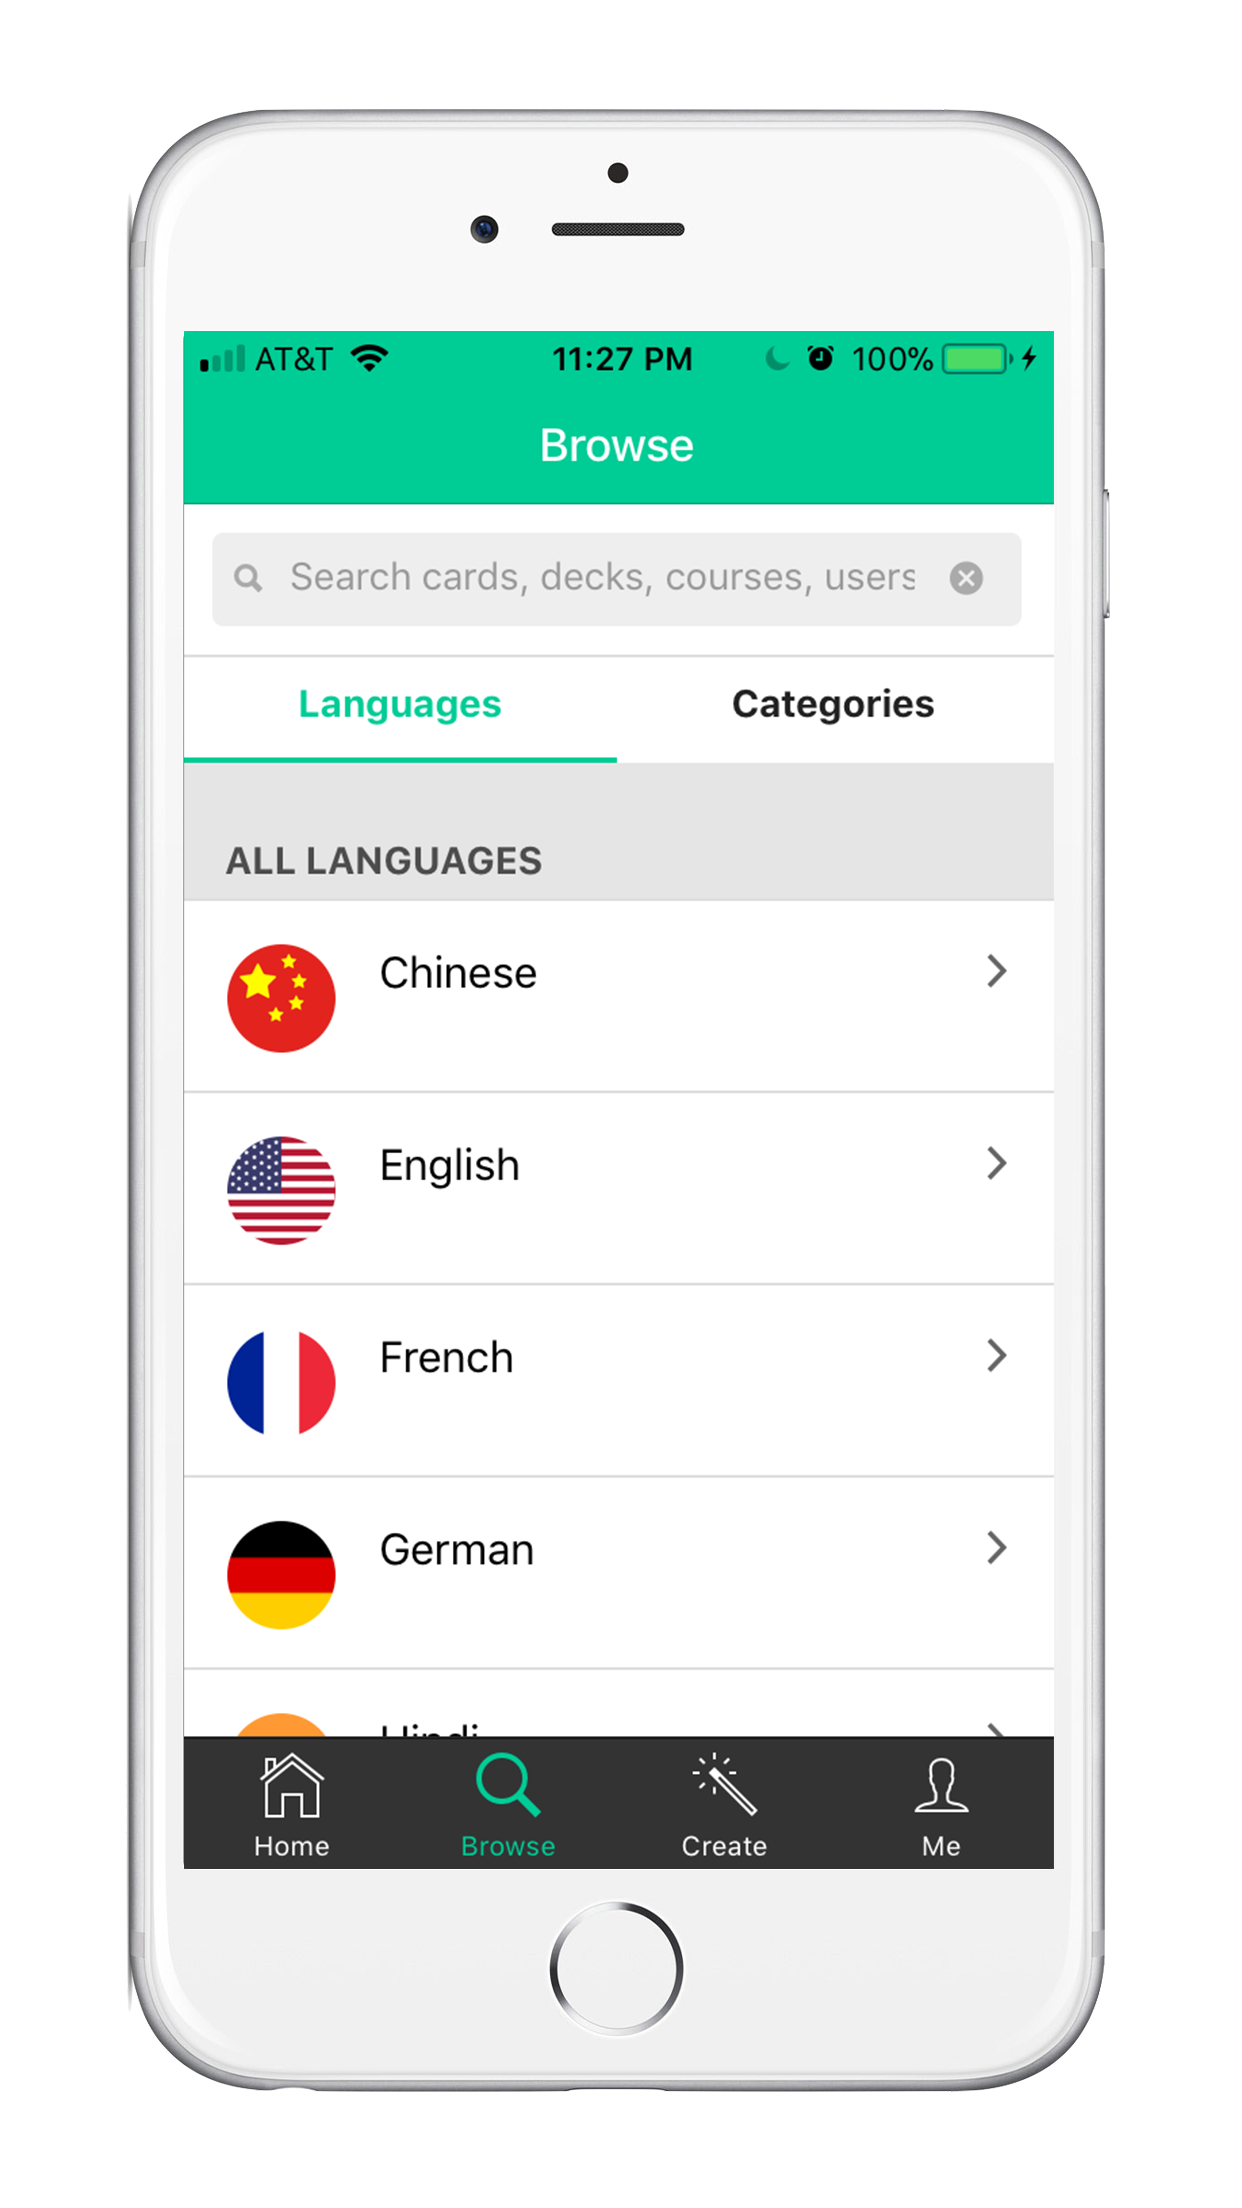 AT&T 11:27 PM 100%
Browse
Search cards, decks, courses, users
Languages Categories
ALL LANGUAGES
Chinese
English
French
German
Hindi
Home Browse Create Me